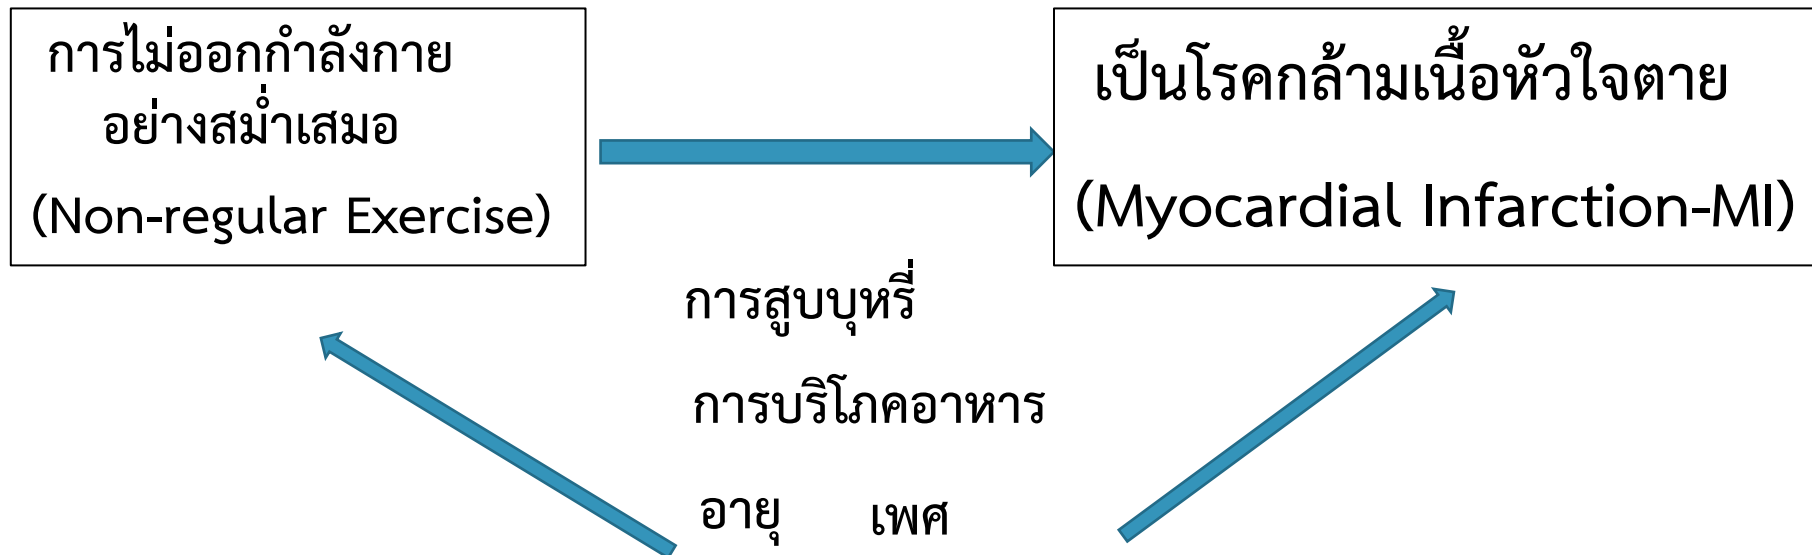 การไม่ออกกำลังกาย
อย่างสม่ำเสมอ
(Non-regular Exercise)
เป็นโรคกล้ามเนื้อหัวใจตาย
(Myocardial Infarction-MI)
การสูบบุหรี่
การบริโภคอาหาร
อายุ เพศ